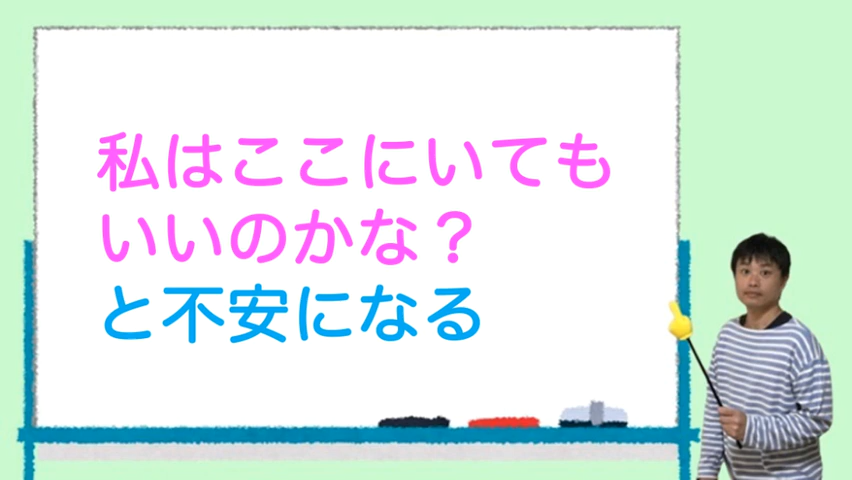 私はここにいても
いいのかな？
と不安になる